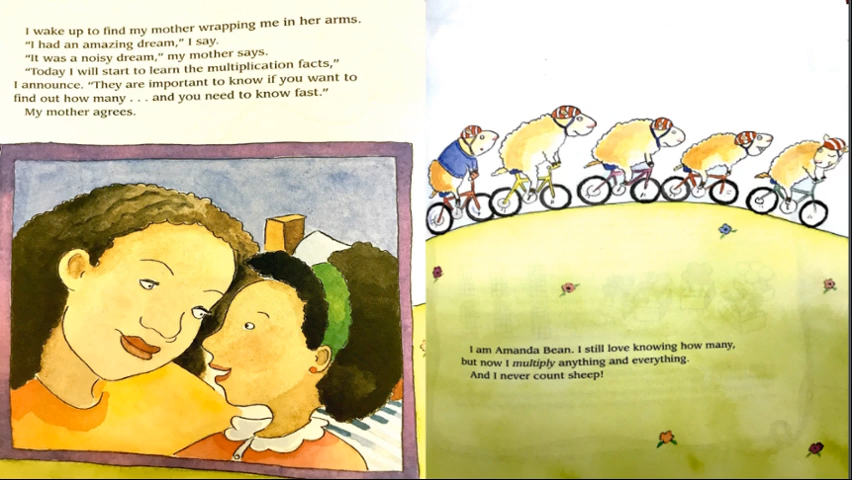 I wake up to find my mother wrapping me in her arms.
"I had an amazing dream," I say.
"It was a noisy dream," my mother says.
"Today I will start to learn the multiplication facts,"
I announce. "They are important to know if you want to
find out how many . . . and you need to know fast."
My mother agrees.
I am Amanda Bean. I still love knowing how many,
but now I multiply anything and everything.
And I never count sheep!